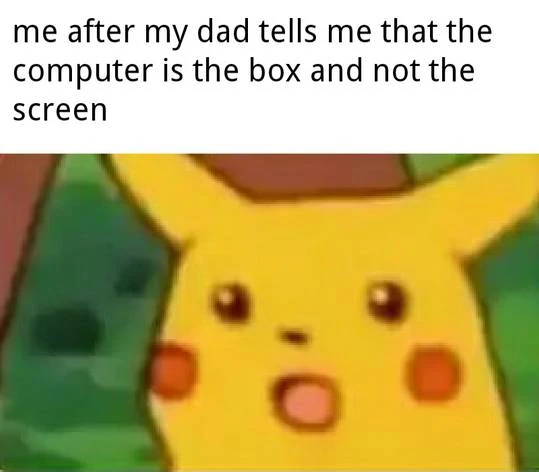 me after my dad tells me that the
computer is the box and not the
screen